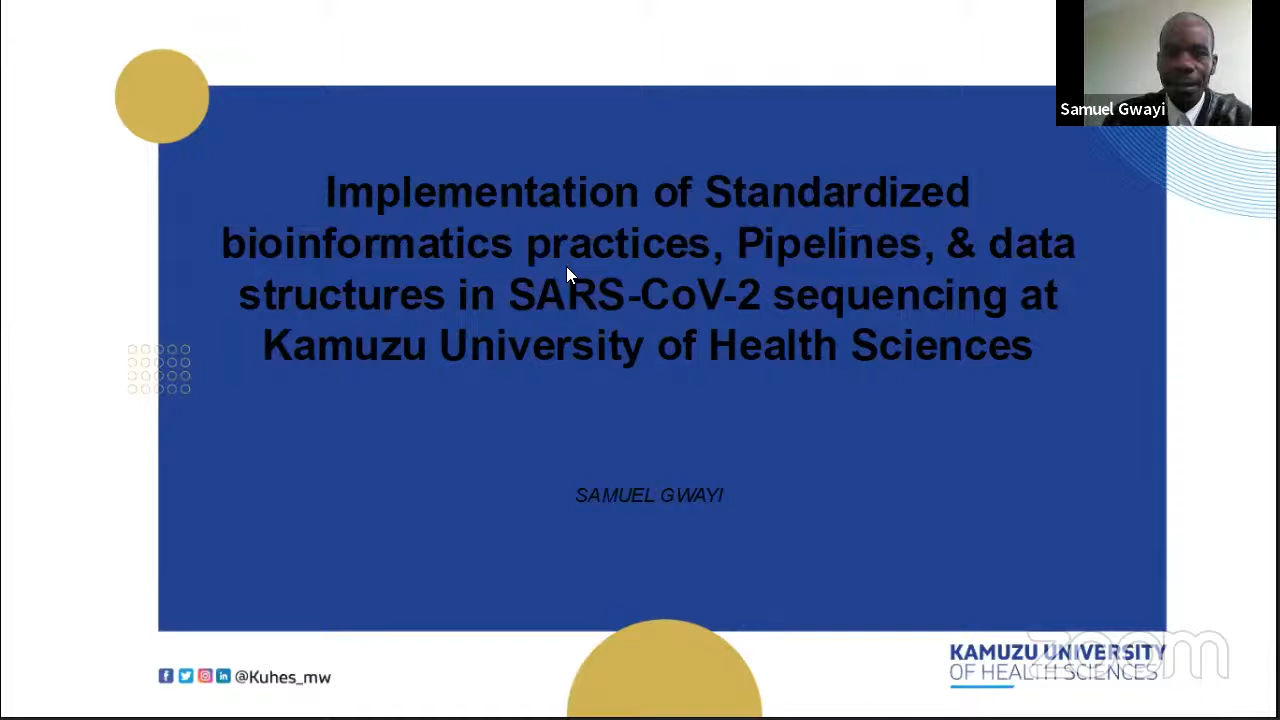 Samuel Gwayi
Implementation of Standardized
bioinformatics practices, Pipelines, & data
structures in SARS-CoV-2 sequencing at
Kamuzu University of Health Sciences
SAMUEL GWAYI
@Kuhes_mw
KAMUZU UNIVERSITY
OF HEALTH SCIENCES
zoom